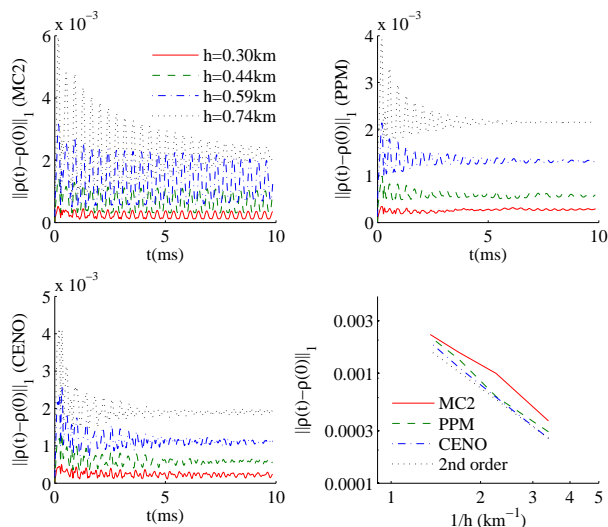 x 10⁻³
6
4
2
0
0
5
10
||ρ(t)−ρ(0)||₁ (MC2)
t(ms)
h=0.30km
h=0.44km
h=0.59km
h=0.74km
x 10⁻³
4
3
2
1
0
0
5
10
||ρ(t)−ρ(0)||₁ (PPM)
t(ms)
x 10⁻³
5
4
3
2
1
0
0
5
10
||ρ(t)−ρ(0)||₁ (CENO)
t(ms)
0.003
0.001
0.0003
0.0001
1
2
3
4
5
||ρ(t)−ρ(0)||₁
1/h (km⁻¹)
MC2
PPM
CENO
2nd order